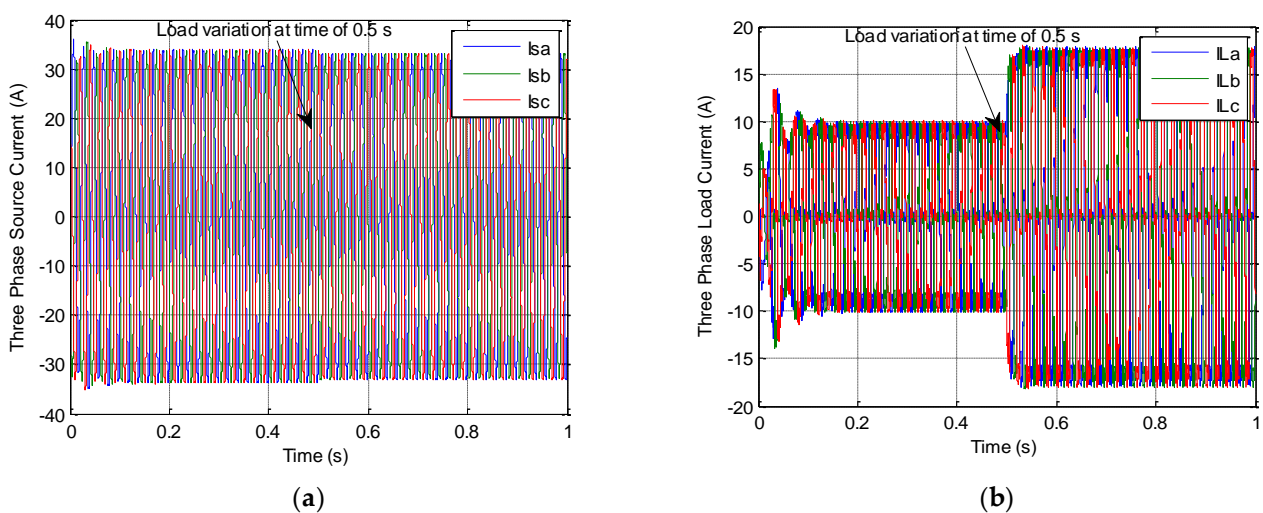 Load variation at time of 0.5 s
Isa
Isb
Isc
Three Phase Source Current (A)
40
30
20
10
0
-10
-20
-30
-40
0
0.2
0.4
0.6
0.8
1
Time (s)
(a)
Load variation at time of 0.5 s
ILa
ILb
ILc
Three Phase Load Current (A)
20
15
10
5
0
-5
-10
-15
-20
0
0.2
0.4
0.6
0.8
1
Time (s)
(b)